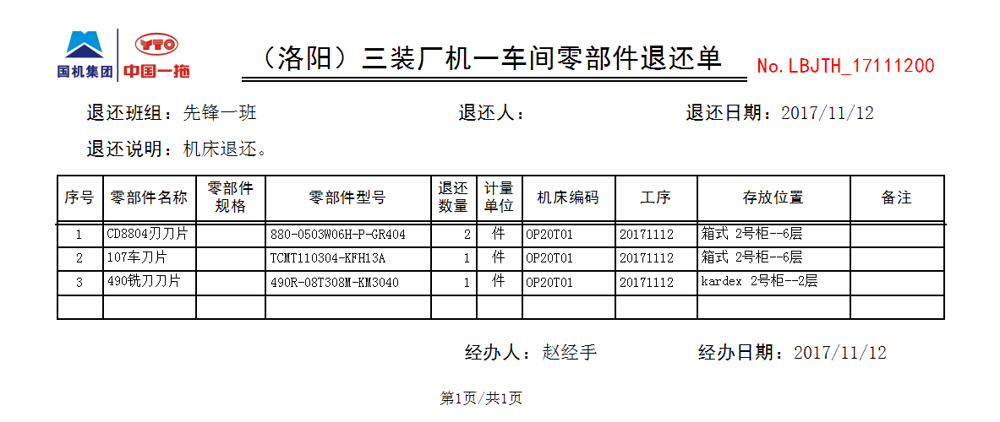 国机集团 YTO 中国一拖
（洛阳）三装厂机一车间零部件退还单 No.LBJTH_17111200
退还班组：先锋一班 退还人： 退还日期：2017/11/12
退还说明：机床退还。
序号 零部件名称 零部件规格 零部件型号 退还数量 计量单位 机床编码 工序 存放位置 备注
1 CD8804刃刀片 880-0503W06H-P-GR404 2 件 OP20T01 20171112 箱式 2号柜--6层
2 107车刀片 TCMT110304-KFH13A 1 件 OP20T01 20171112 箱式 2号柜--6层
3 490铣刀刀片 490R-08T308M-KM3040 1 件 OP20T01 20171112 kardex 2号柜--2层
经办人：赵经手 经办日期：2017/11/12
第1页/共1页